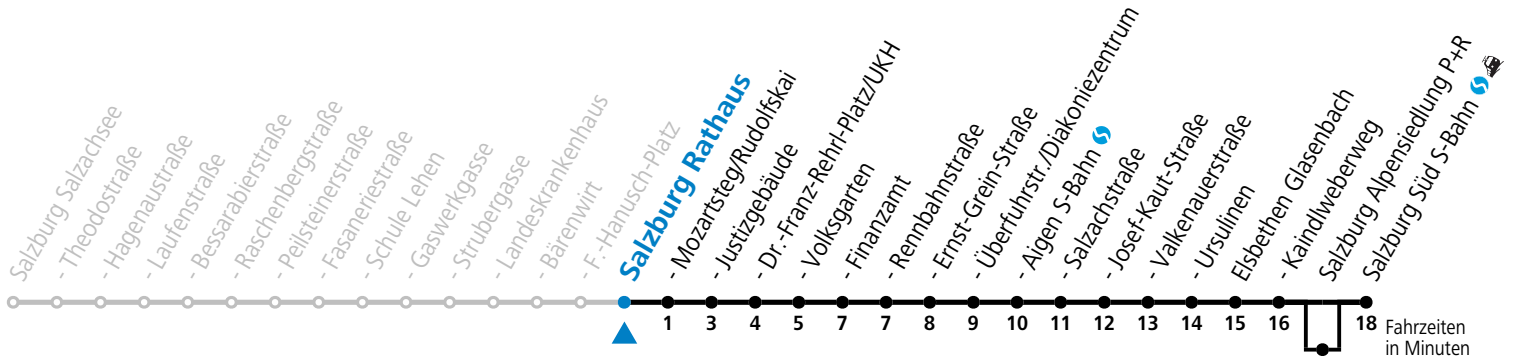 Salzburg Salzachsee
- Theodostraße
- Hagenaustraße
- Laufenstraße
- Bessarabierstraße
- Raschenbergstraße
- Peilsteinerstraße
- Fasaneriestraße
- Schule Lehen
- Gaswerkgasse
- Strubergasse
- Landeskrankenhaus
- Bärenwirt
- F.-Hanusch-Platz
Salzburg Rathaus
- Mozartsteg/Rudolfskai
- Justizgebäude
- Dr.-Franz-Rehrl-Platz/UKH
- Volksgarten
- Finanzamt
- Rennbahnstraße
- Ernst-Grein-Straße
- Überfuhrstr./Diakoniezentrum
- Aigen S-Bahn
- Salzachstraße
- Josef-Kaut-Straße
- Valkenauerstraße
- Ursulinen
Elsbethen Glasenbach
- Kaindlweberweg
Salzburg Alpensiedlung P+R
Salzburg Süd S-Bahn
1 3 4 5 7 7 8 9 10 11 12 13 14 15 16 18
Fahrzeiten
in Minuten